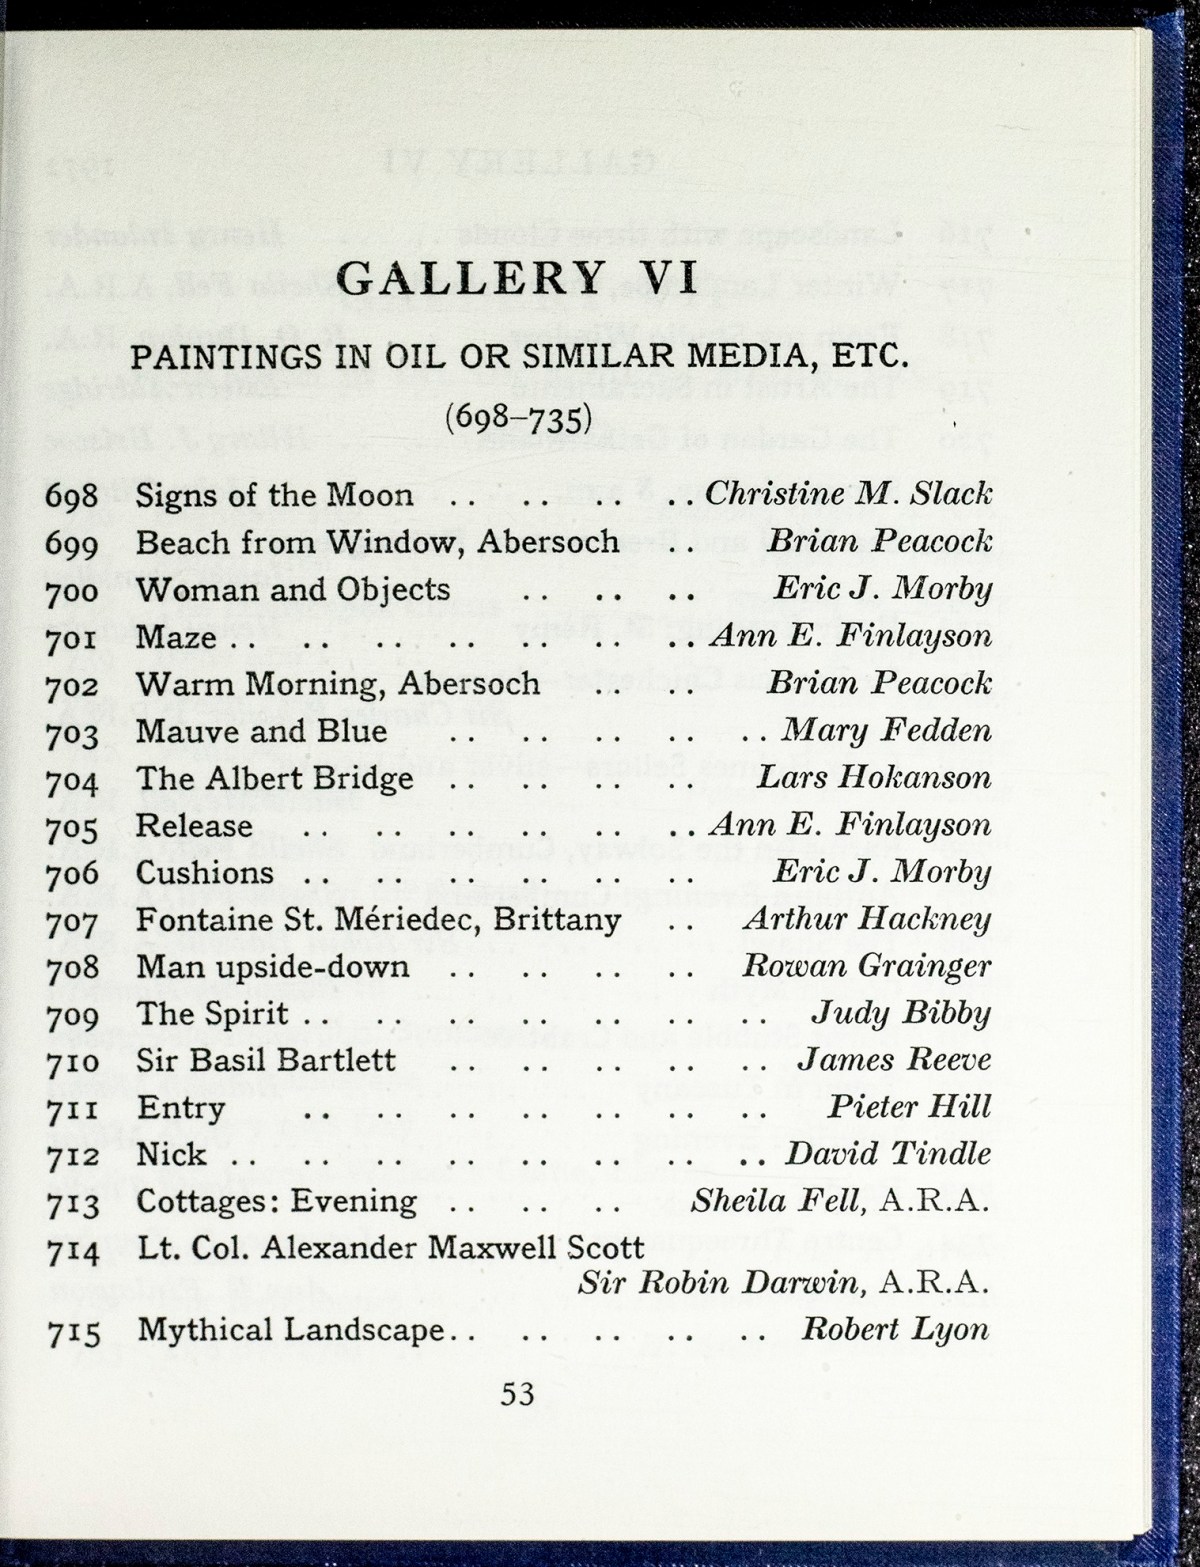 GALLERY VI
PAINTINGS IN OIL OR SIMILAR MEDIA, ETC.
(698–735)
698 Signs of the Moon .. .. .. .. Christine M. Slack
699 Beach from Window, Abersoch .. Brian Peacock
700 Woman and Objects .. .. .. Eric J. Morby
701 Maze .. .. .. .. .. .. .. Ann E. Finlayson
702 Warm Morning, Abersoch .. .. Brian Peacock
703 Mauve and Blue .. .. .. .. .. Mary Fedden
704 The Albert Bridge .. .. .. .. Lars Hokanson
705 Release .. .. .. .. .. .. Ann E. Finlayson
706 Cushions .. .. .. .. .. .. Eric J. Morby
707 Fontaine St. Mériedec, Brittany .. Arthur Hackney
708 Man upside-down .. .. .. .. Rowan Grainger
709 The Spirit .. .. .. .. .. .. .. Judy Bibby
710 Sir Basil Bartlett .. .. .. .. .. James Reeve
711 Entry .. .. .. .. .. .. .. Pieter Hill
712 Nick .. .. .. .. .. .. .. .. David Tindle
713 Cottages: Evening .. .. .. Sheila Fell, A.R.A.
714 Lt. Col. Alexander Maxwell Scott
Sir Robin Darwin, A.R.A.
715 Mythical Landscape .. .. .. .. .. Robert Lyon
53